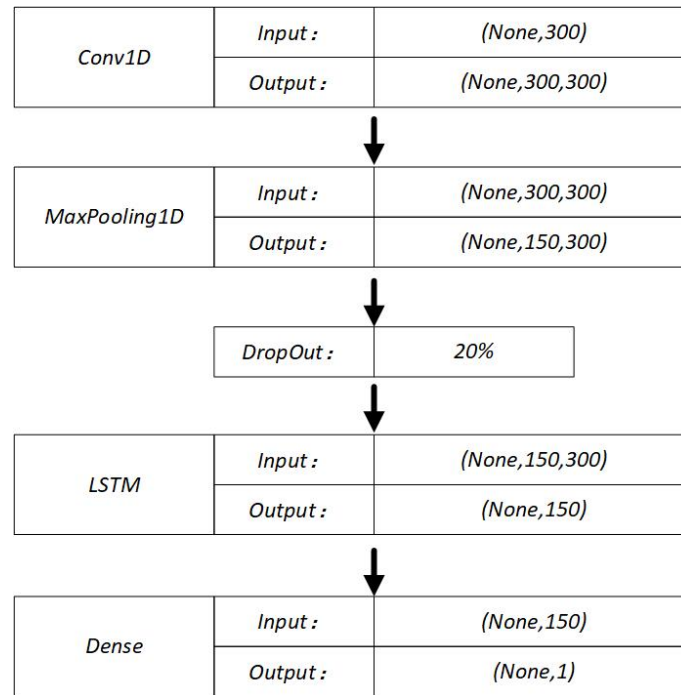 Conv1D
Input: (None,300)
Output: (None,300,300)
MaxPooling1D
Input: (None,300,300)
Output: (None,150,300)
DropOut: 20%
LSTM
Input: (None,150,300)
Output: (None,150)
Dense
Input: (None,150)
Output: (None,1)